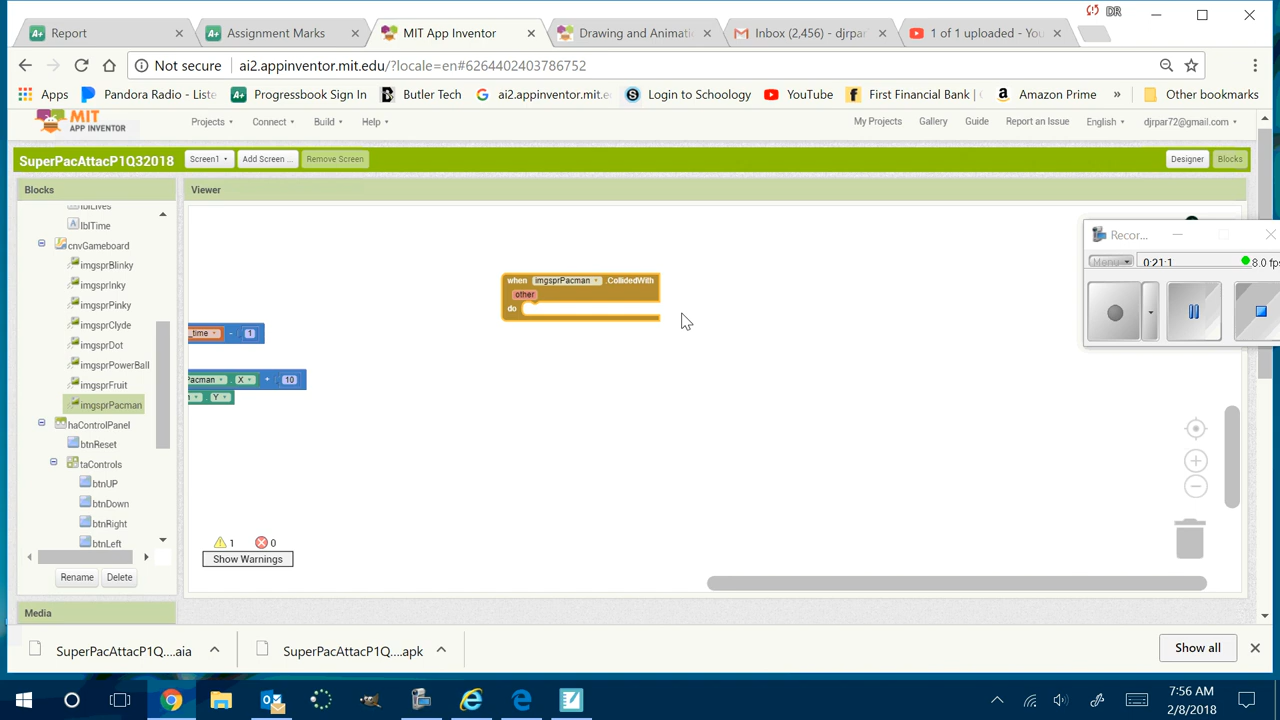 DR
Report
Assignment Marks
MIT App Inventor
Drawing and Animati
Inbox (2,456) - djrpar
1 of 1 uploaded - You
Not secure
ai2.appinventor.mit.edu/?locale=en#6264402403786752
Apps
Pandora Radio - Liste
Progressbook Sign In
Butler Tech
ai2.appinventor.mit.e
Login to Schoology
YouTube
First Financial Bank
Amazon Prime
»
Other bookmarks
MIT
APP INVENTOR
Projects
Connect
Build
Help
My Projects
Gallery
Guide
Report an Issue
English
djrpar72@gmail.com
SuperPacAttacP1Q32018
Screen1
Add Screen ...
Remove Screen
Designer
Blocks
Blocks
Viewer
lblLives
lblTime
cnvGameboard
imgsprBlinky
imgsprInky
imgsprPinky
imgsprClyde
imgsprDot
imgsprPowerBall
imgsprFruit
imgsprPacman
haControlPanel
btnReset
taControls
btnUP
btnDown
btnRight
btnLeft
Rename
Delete
Media
when imgsprPacman .CollidedWith
other
do
_time - 1
Pacman . X + 10
Y
1
0
Show Warnings
Recor...
Menu
0:21:1
8.0 fps
SuperPacAttacP1Q....aia
SuperPacAttacP1Q....apk
Show all
7:56 AM
2/8/2018